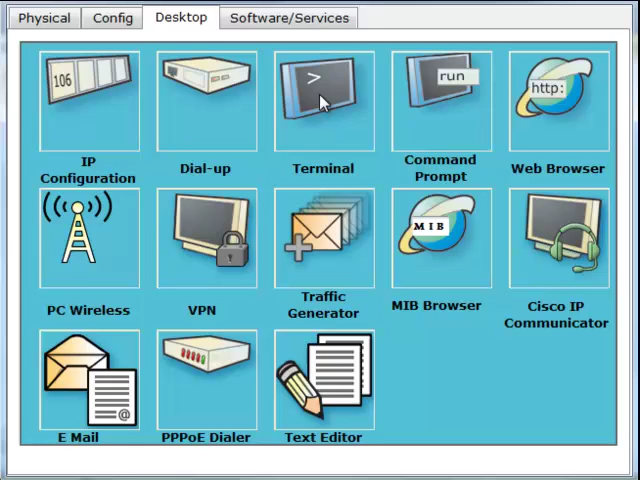 Physical
Config
Desktop
Software/Services
106
>
run
http:
IP
Configuration
Dial-up
Terminal
Command
Prompt
Web Browser
MIB
PC Wireless
VPN
Traffic
Generator
MIB Browser
Cisco IP
Communicator
@
E Mail
PPPoE Dialer
Text Editor